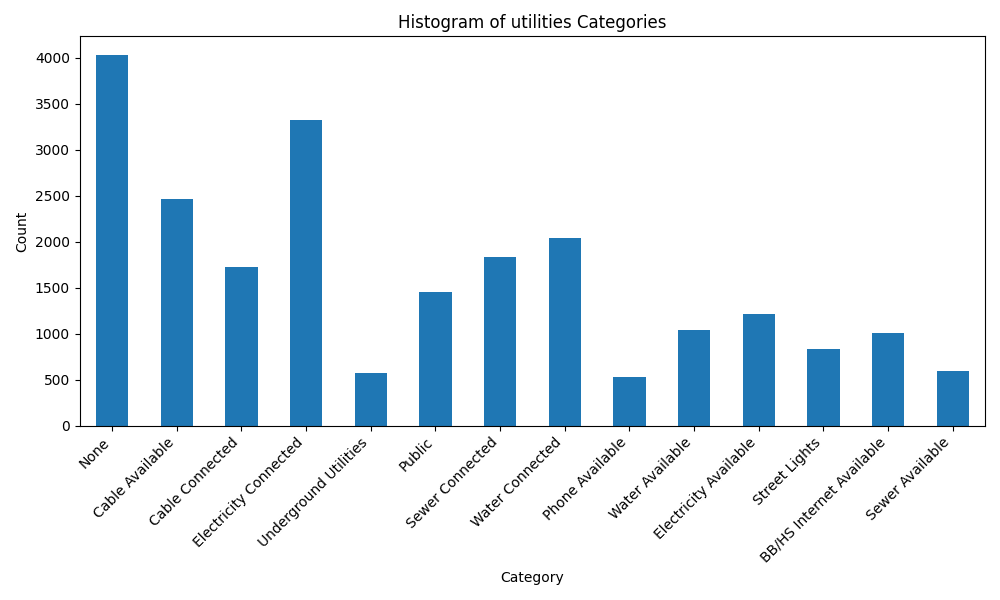 Histogram of utilities Categories
Count
4000
3500
3000
2500
2000
1500
1000
500
0
None
Cable Available
Cable Connected
Electricity Connected
Underground Utilities
Public
Sewer Connected
Water Connected
Phone Available
Water Available
Electricity Available
Street Lights
BB/HS Internet Available
Sewer Available
Category